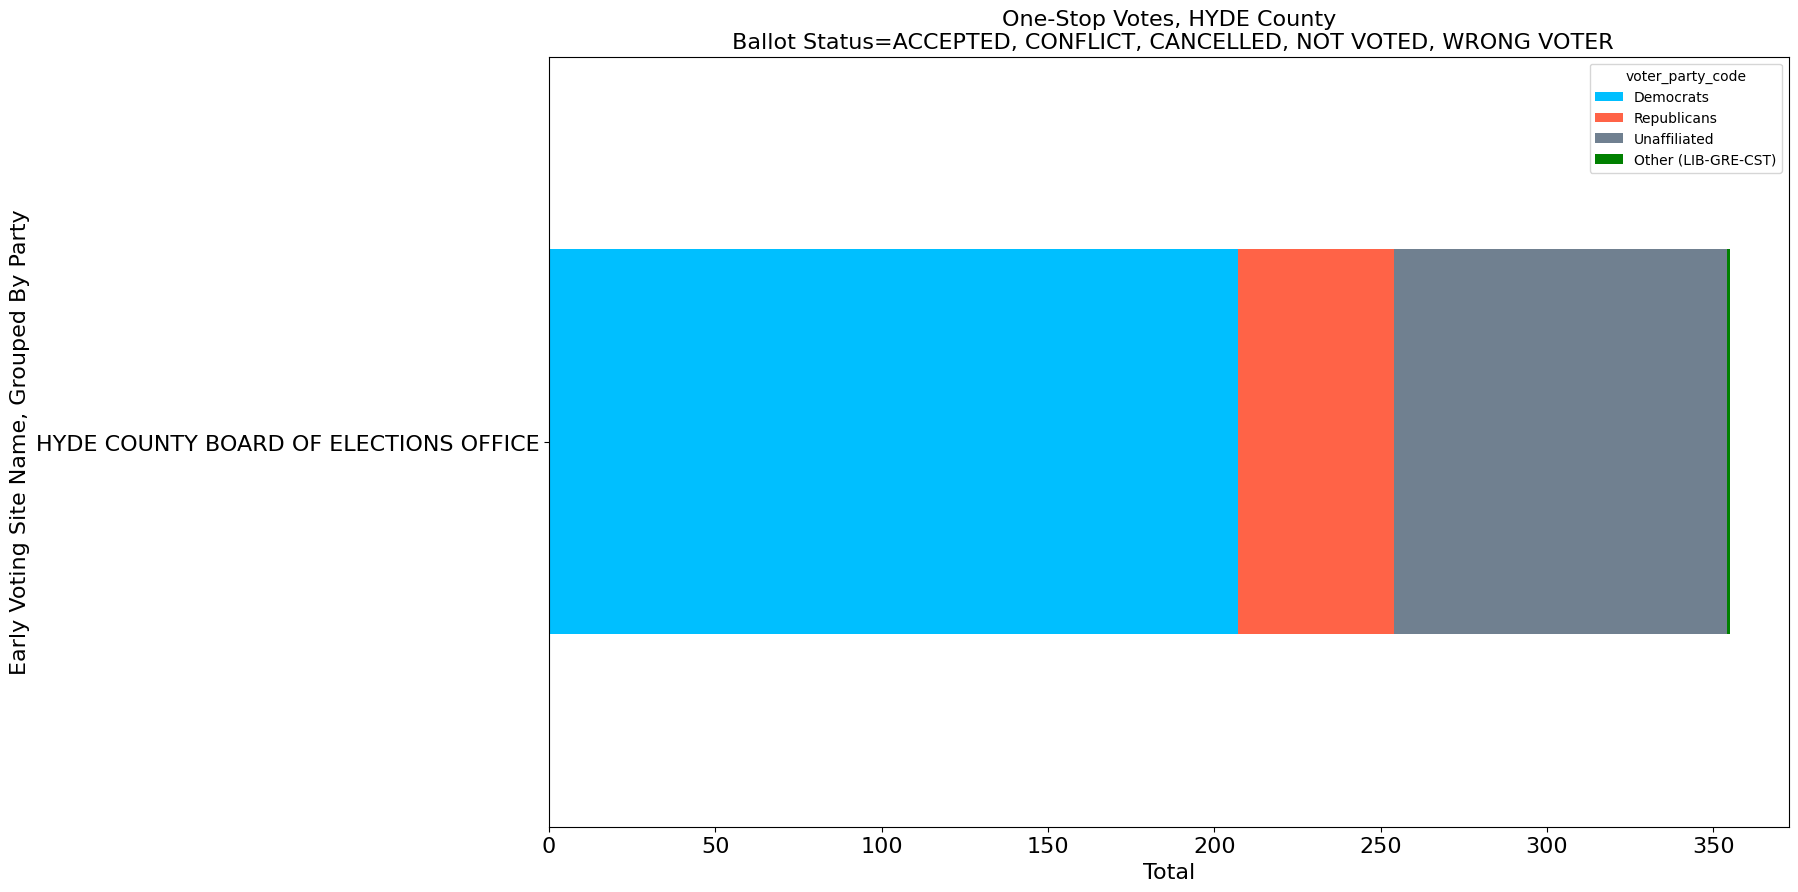 One-Stop Votes, HYDE County
Ballot Status=ACCEPTED, CONFLICT, CANCELLED, NOT VOTED, WRONG VOTER
voter_party_code
Democrats
Republicans
Unaffiliated
Other (LIB-GRE-CST)
Early Voting Site Name, Grouped By Party
HYDE COUNTY BOARD OF ELECTIONS OFFICE
0 50 100 150 200 250 300 350
Total